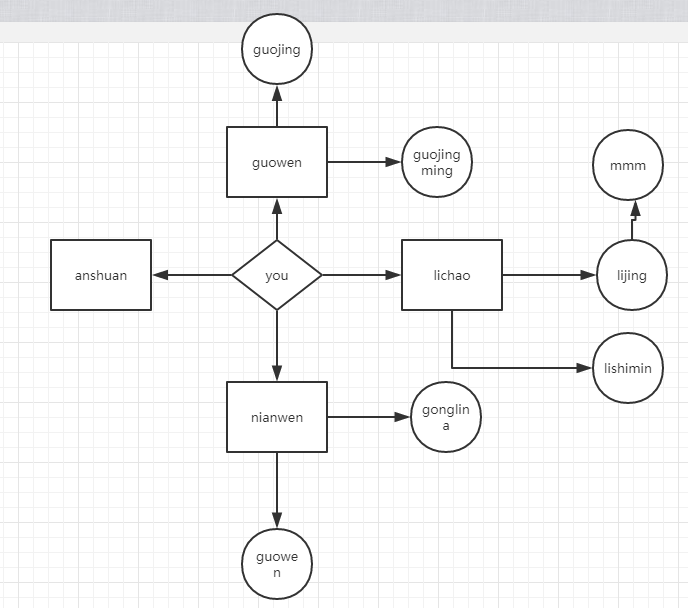 guojing
guowen
guojing
ming
mmm
anshuan
you
lichao
lijing
lishimin
nianwen
gonglin
a
guowe
n